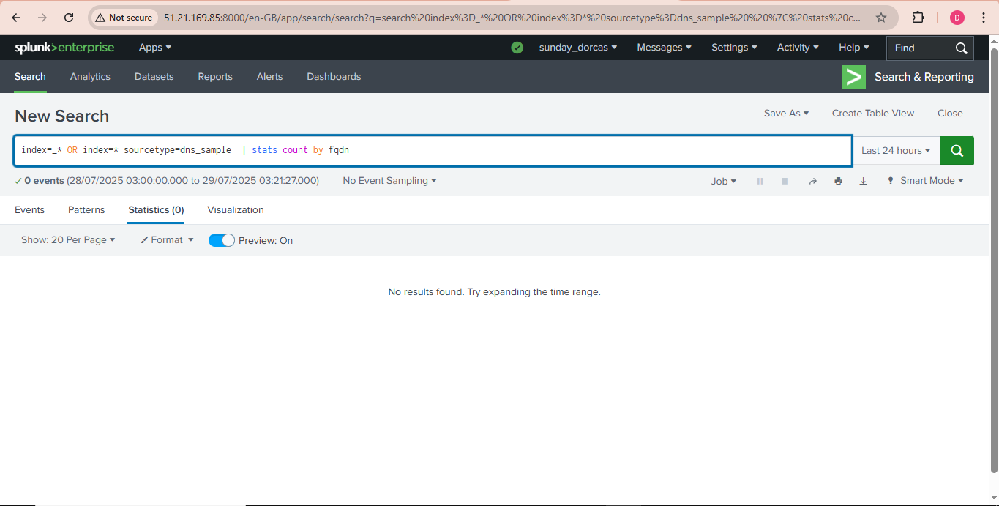 Not secure 51.21.169.85:8000/en-GB/app/search/search?q=search%20index%3D_*%20OR%20index%3D*%20sourcetype%3Ddns_sample%20%20%7C%20stats%20c... D
splunk>enterprise Apps sunday_dorcas Messages Settings Activity Help Find
Search Analytics Datasets Reports Alerts Dashboards > Search & Reporting
New Search Save As Create Table View Close
index=_* OR index=* sourcetype=dns_sample | stats count by fqdn Last 24 hours
0 events (28/07/2025 03:00:00.000 to 29/07/2025 03:21:27.000) No Event Sampling Job Smart Mode
Events Patterns Statistics (0) Visualization
Show: 20 Per Page Format Preview: On
No results found. Try expanding the time range.